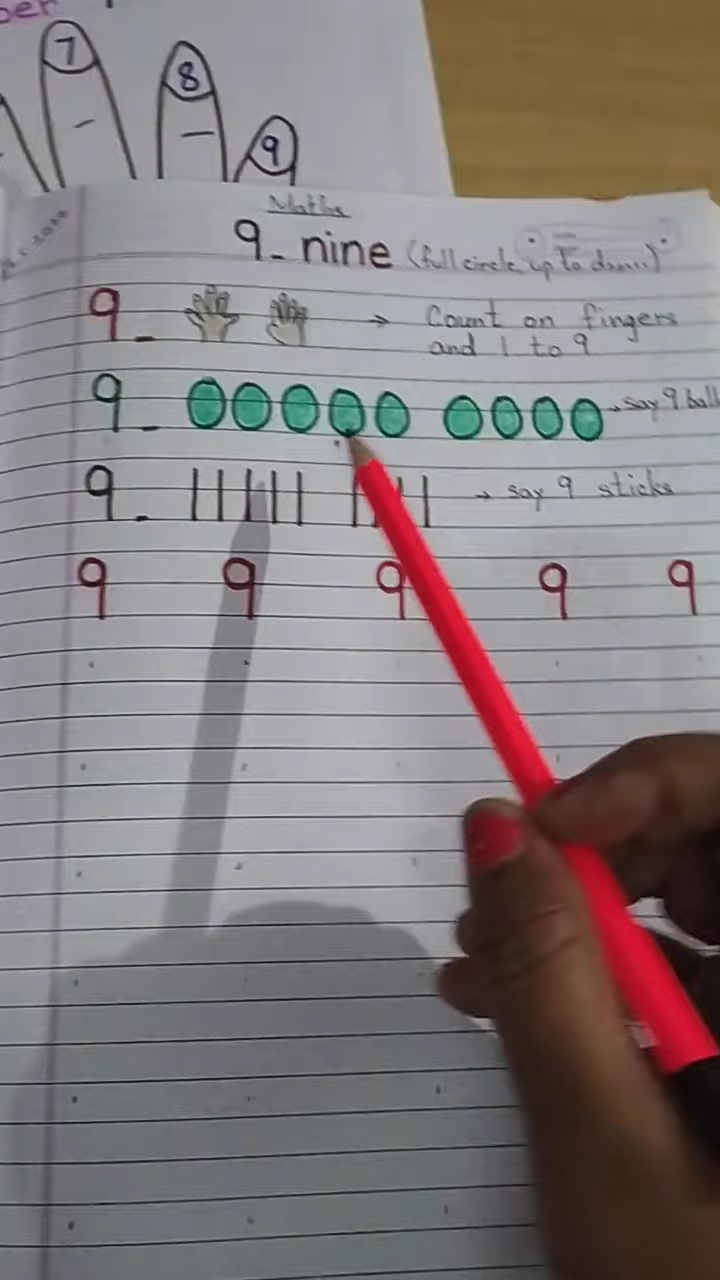 7
8
9
Maths
9- nine (full circle, up to down)
9- → Count on fingers
and 1 to 9
9- → say 9 ball
9- → say 9 sticks
9 9 9 9 9